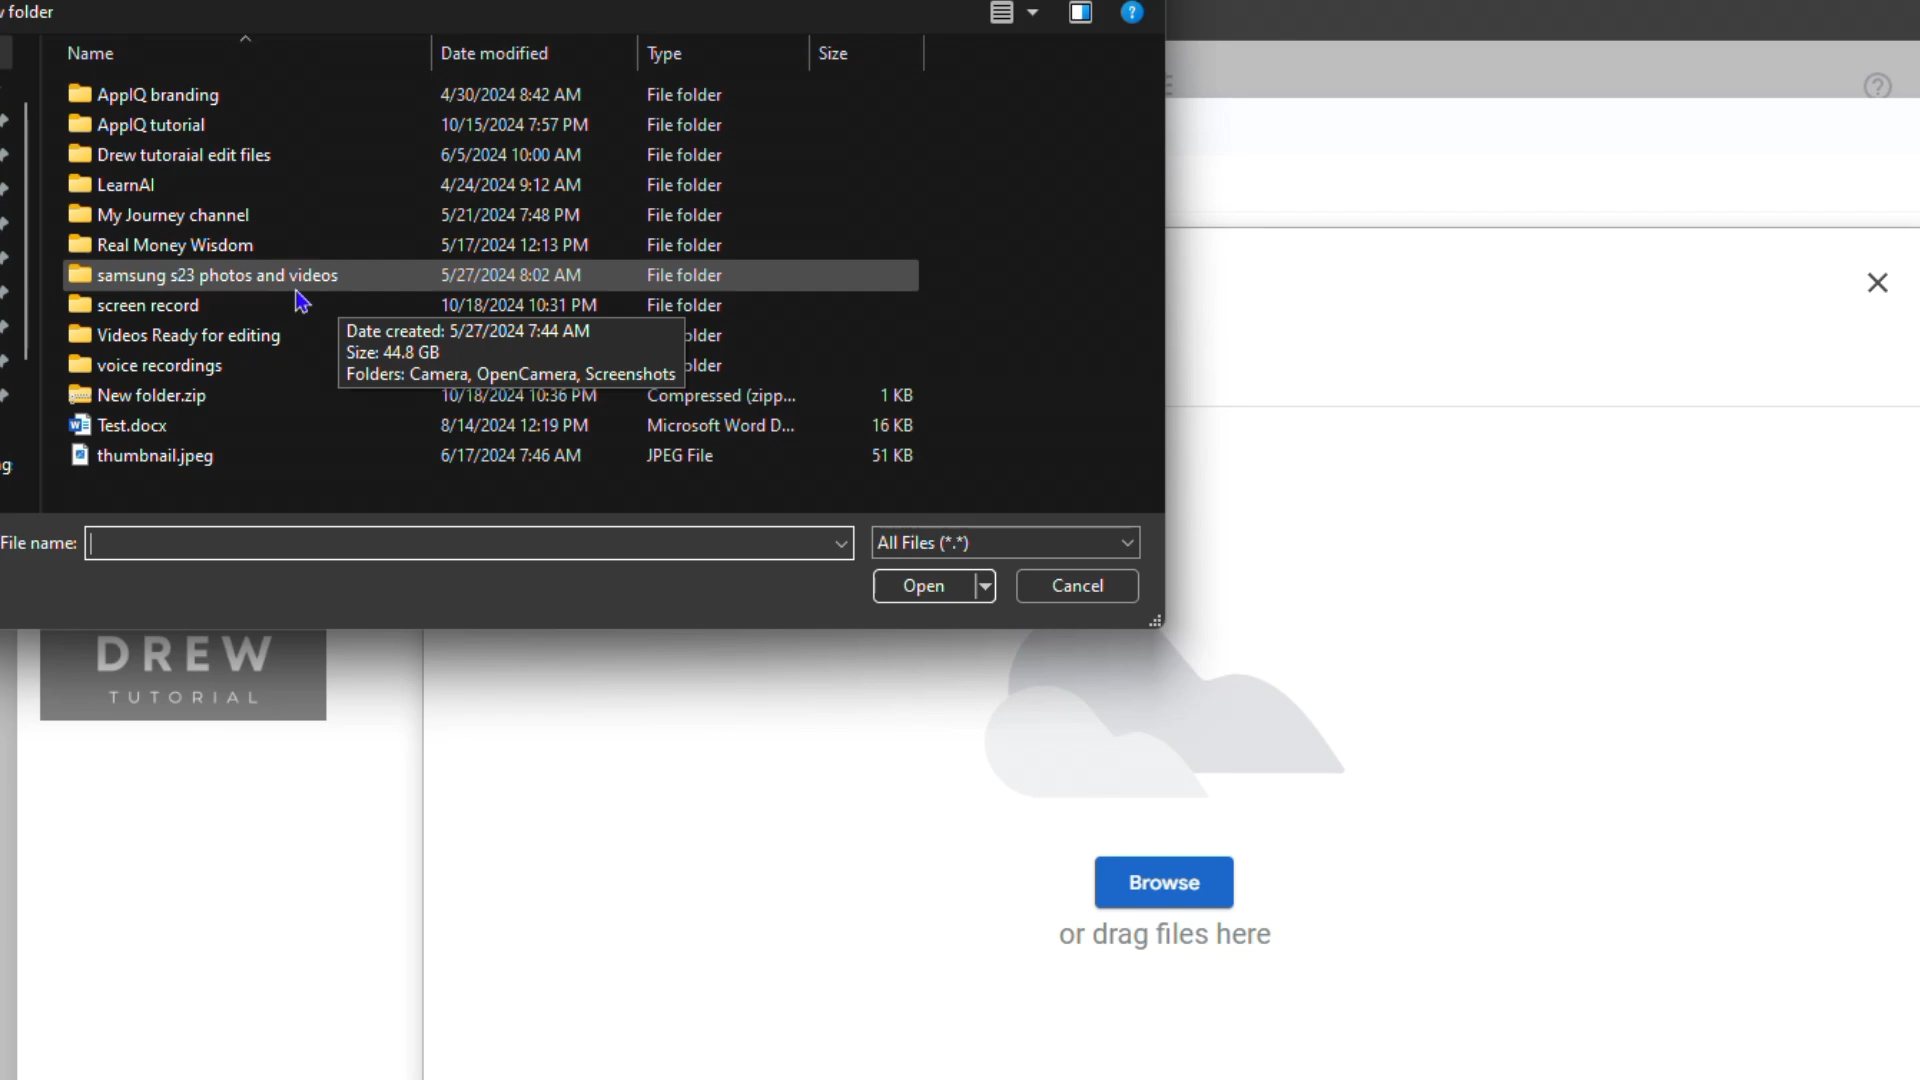 folder
Name Date modified Type Size
AppIQ branding 4/30/2024 8:42 AM File folder
AppIQ tutorial 10/15/2024 7:57 PM File folder
Drew tutoraial edit files 6/5/2024 10:00 AM File folder
LearnAI 4/24/2024 9:12 AM File folder
My Journey channel 5/21/2024 7:48 PM File folder
Real Money Wisdom 5/17/2024 12:13 PM File folder
samsung s23 photos and videos 5/27/2024 8:02 AM File folder
screen record 10/18/2024 10:31 PM File folder
Videos Ready for editing
voice recordings
Date created: 5/27/2024 7:44 AM
Size: 44.8 GB
Folders: Camera, OpenCamera, Screenshots
New folder.zip 10/18/2024 10:36 PM Compressed (zipp... 1 KB
Test.docx 8/14/2024 12:19 PM Microsoft Word D... 16 KB
thumbnail.jpeg 6/17/2024 7:46 AM JPEG File 51 KB
File name: All Files (*.*)
Open Cancel
DREW
TUTORIAL
Browse
or drag files here